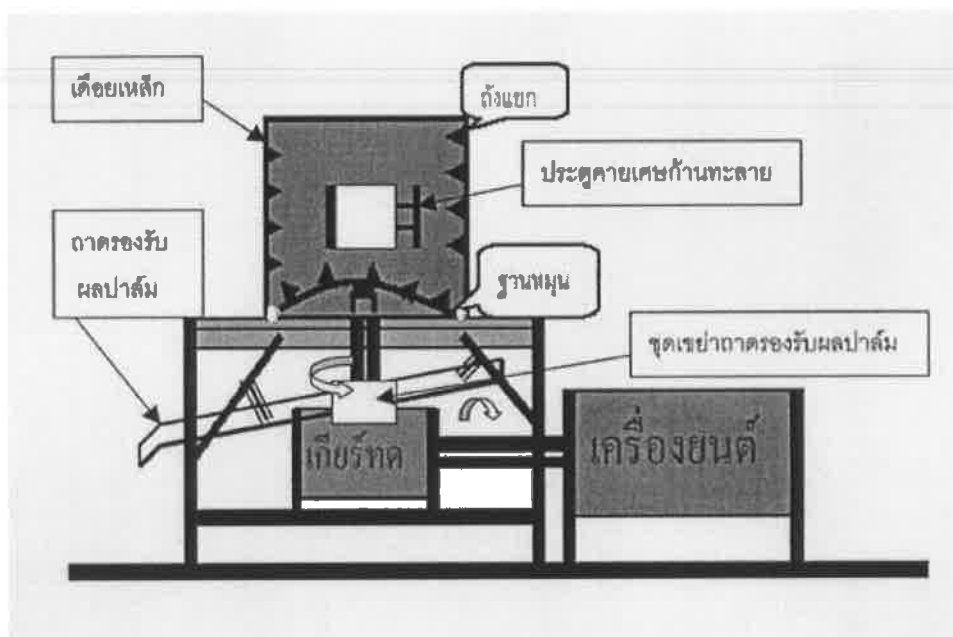 เดือยเหล็ก
ถังแยก
ประตูคายเศษก้านทะลาย
ถาดรองรับ
ผลปาล์ม
ฐานหมุน
ชุดเขย่าถาดรองรับผลปาล์ม
เกียร์ทด
เครื่องยนต์